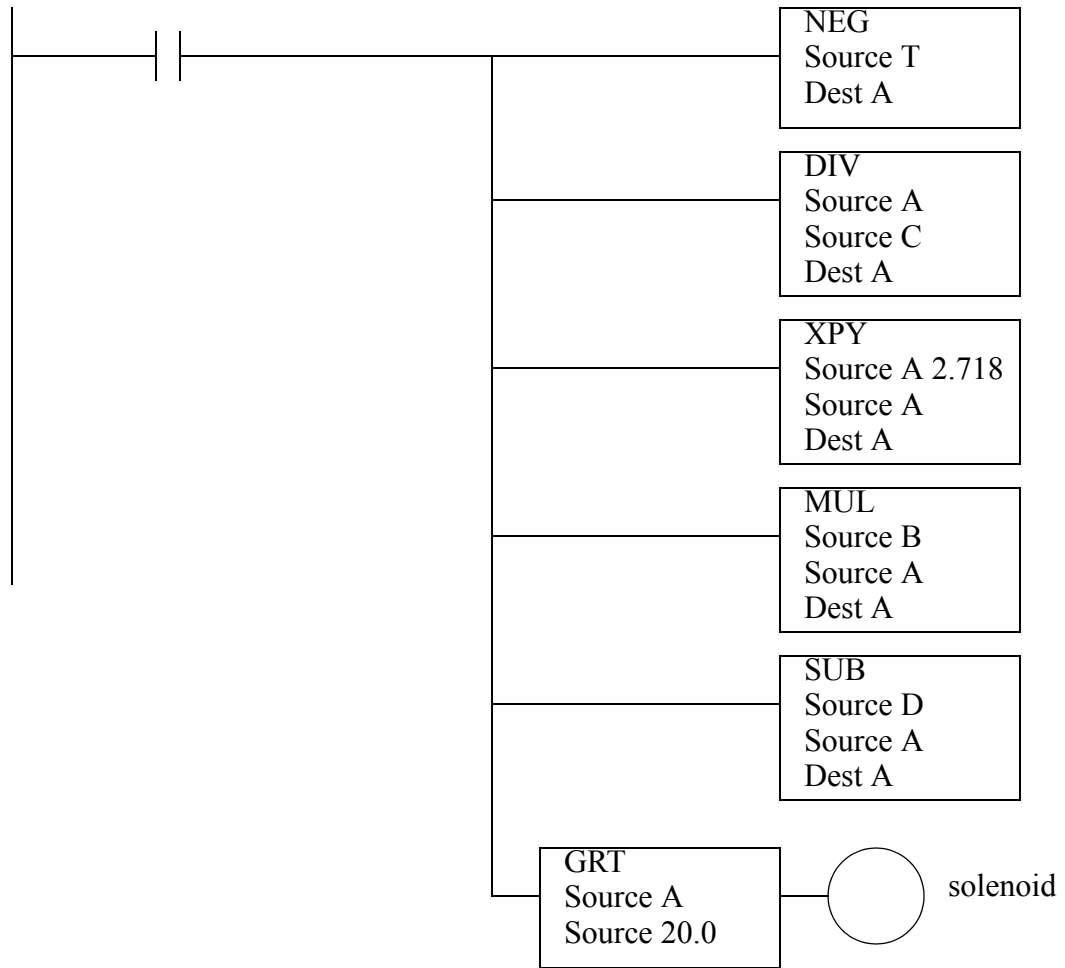 NEG
Source T
Dest A
DIV
Source A
Source C
Dest A
XPY
Source A 2.718
Source A
Dest A
MUL
Source B
Source A
Dest A
SUB
Source D
Source A
Dest A
GRT
Source A
Source 20.0
solenoid